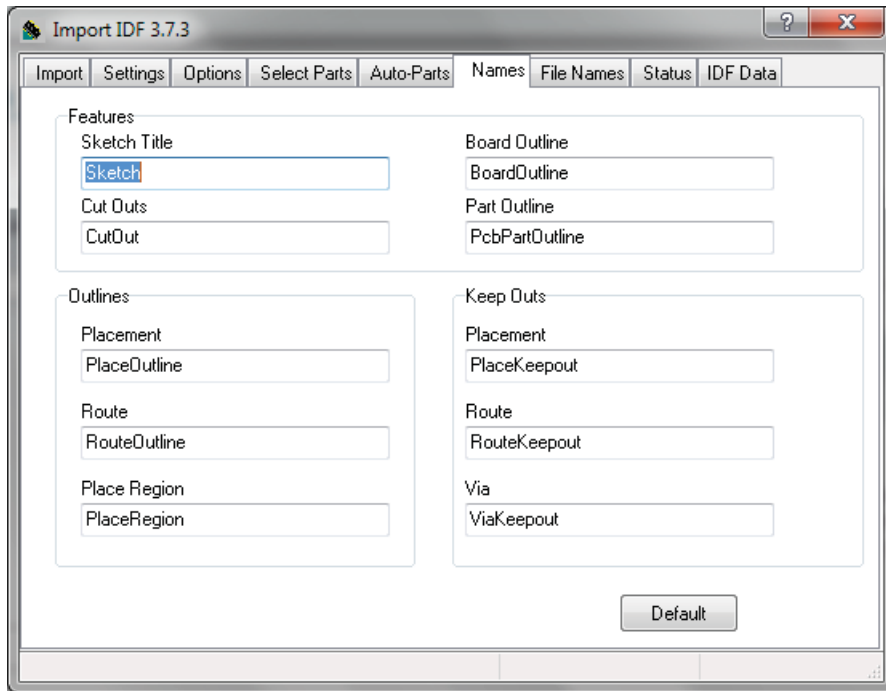 Import IDF 3.7.3
Import Settings Options Select Parts Auto-Parts Names File Names Status IDF Data
Features
Sketch Title Board Outline
Sketch BoardOutline
Cut Outs Part Outline
CutOut PcbPartOutline
Outlines
Placement
PlaceOutline
Route
RouteOutline
Place Region
PlaceRegion
Keep Outs
Placement
PlaceKeepout
Route
RouteKeepout
Via
ViaKeepout
Default